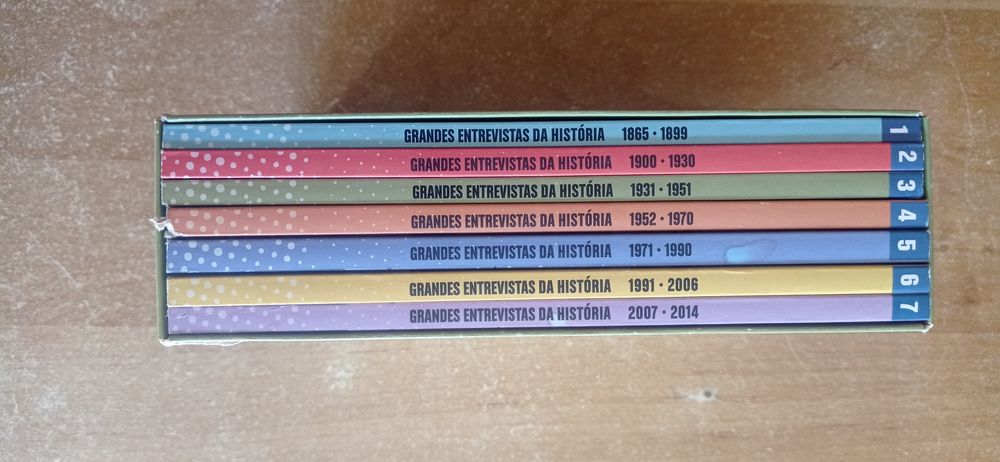 GRANDES ENTREVISTAS DA HISTÓRIA 1865 • 1899 1
GRANDES ENTREVISTAS DA HISTÓRIA 1900 • 1930 2
GRANDES ENTREVISTAS DA HISTÓRIA 1931 • 1951 3
GRANDES ENTREVISTAS DA HISTÓRIA 1952 • 1970 4
GRANDES ENTREVISTAS DA HISTÓRIA 1971 • 1990 5
GRANDES ENTREVISTAS DA HISTÓRIA 1991 • 2006 6
GRANDES ENTREVISTAS DA HISTÓRIA 2007 • 2014 7